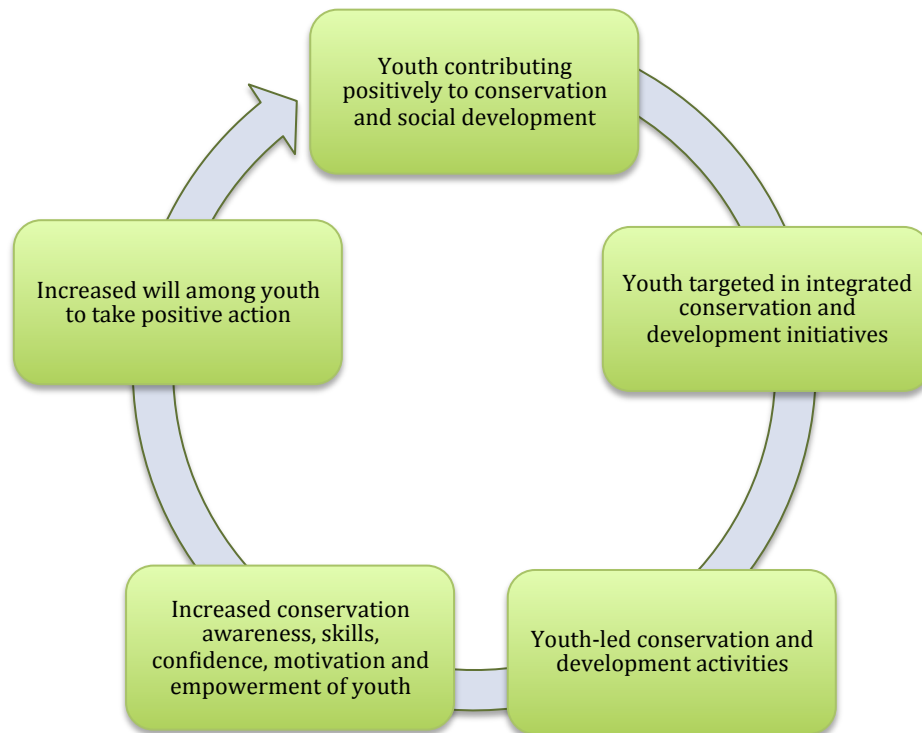 Youth contributing
positively to conservation
and social development
Youth targeted in integrated
conservation and
development initiatives
Youth-led conservation and
development activities
Increased conservation
awareness, skills,
confidence, motivation and
empowerment of youth
Increased will among youth
to take positive action